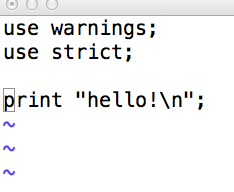 use warnings;
use strict;

print "hello!\n";
~
~
~